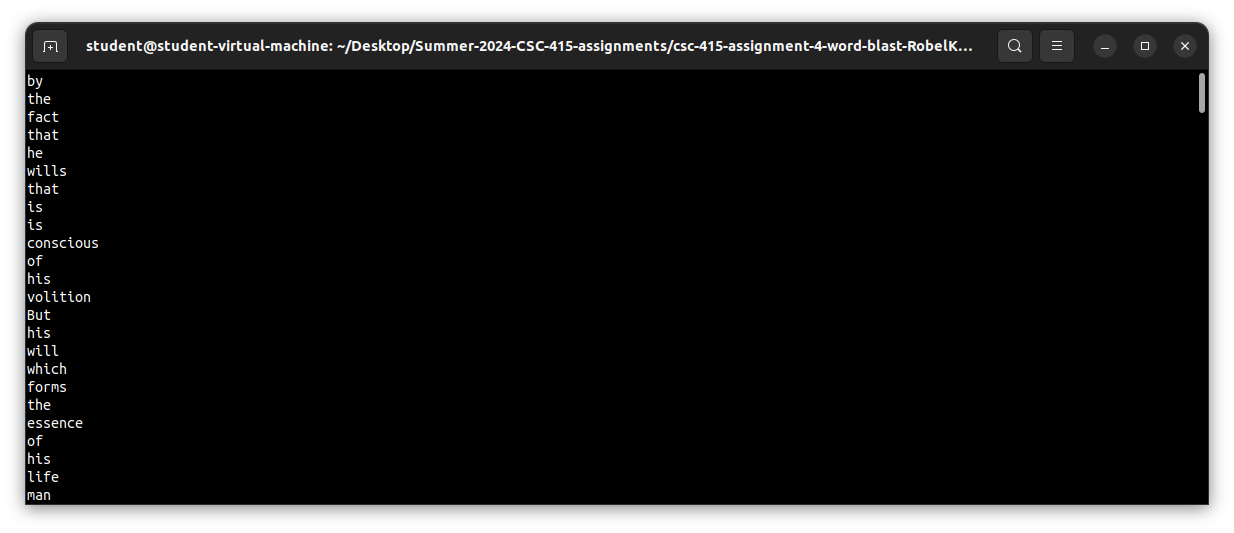 student@student-virtual-machine: ~/Desktop/Summer-2024-CSC-415-assignments/csc-415-assignment-4-word-blast-RobelK...
by
the
fact
that
he
wills
that
is
is
conscious
of
his
volition
But
his
will
which
forms
the
essence
of
his
life
man